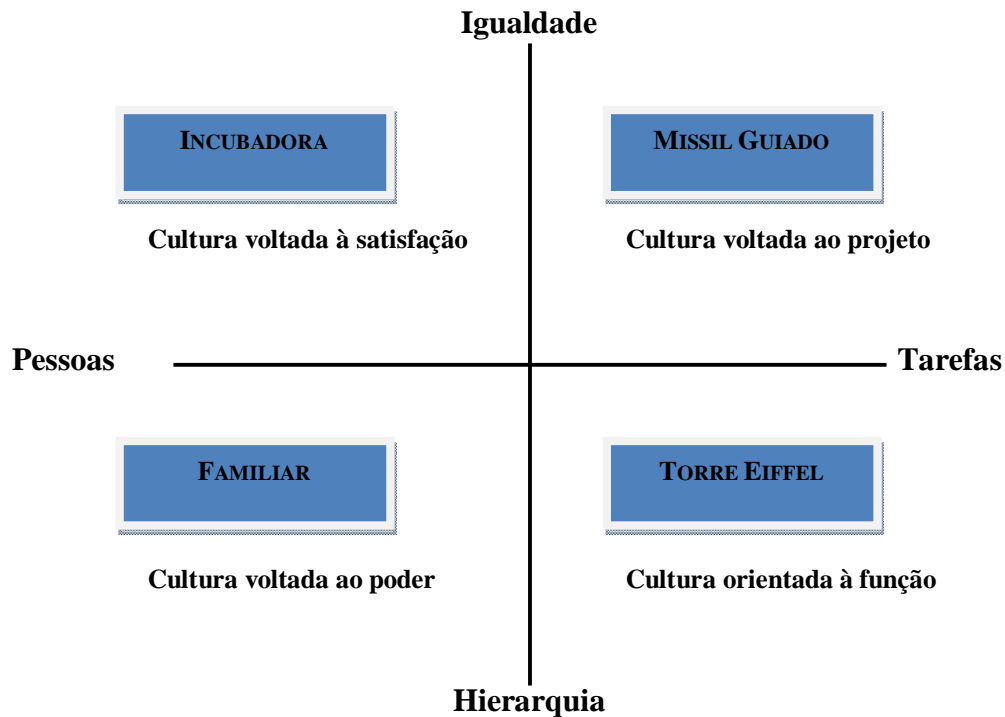 Igualdade
INCUBADORA
MISSIL GUIADO
Cultura voltada à satisfação
Cultura voltada ao projeto
Pessoas
Tarefas
FAMILIAR
TORRE EIFFEL
Cultura voltada ao poder
Cultura orientada à função
Hierarquia